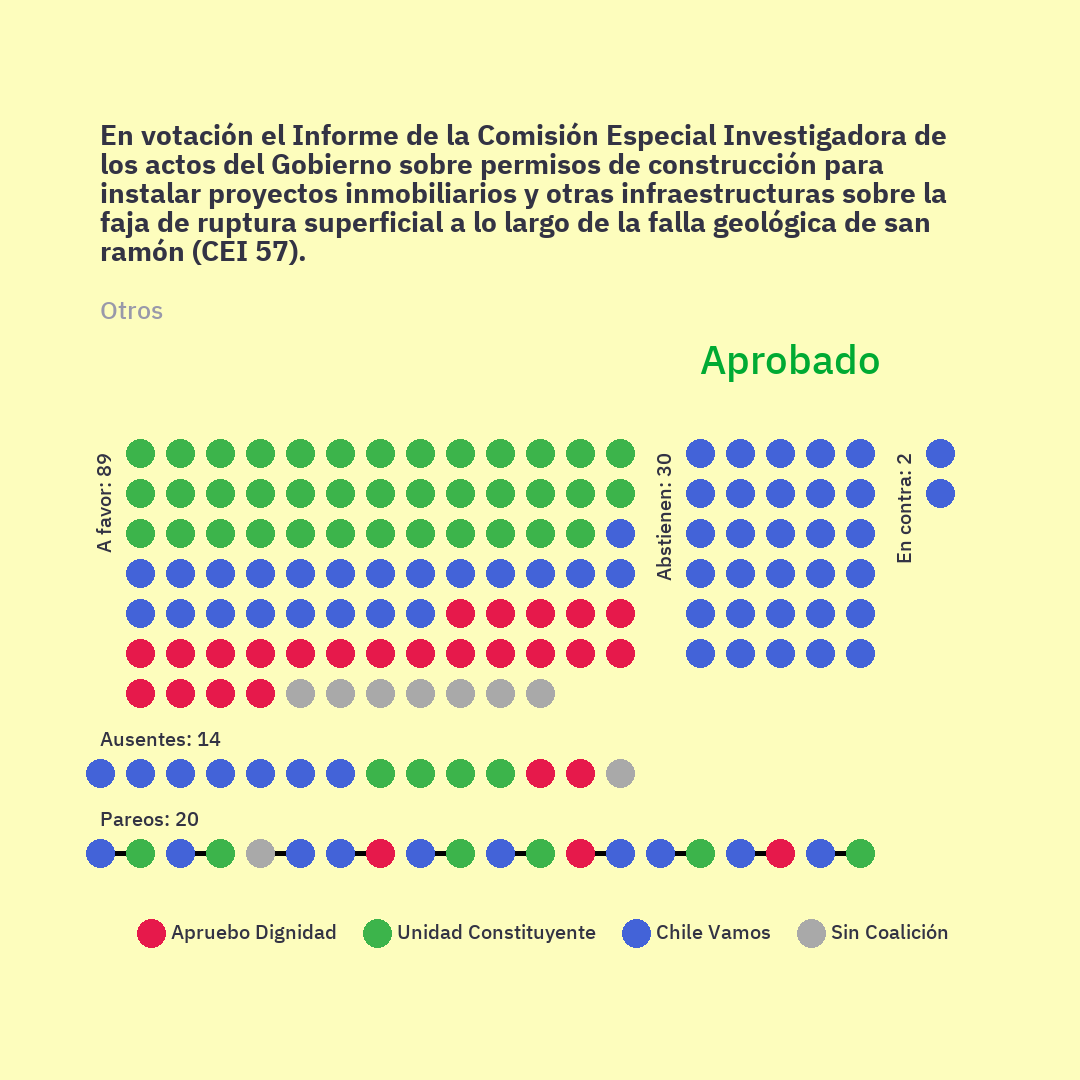 En votación el Informe de la Comisión Especial Investigadora de
los actos del Gobierno sobre permisos de construcción para
instalar proyectos inmobiliarios y otras infraestructuras sobre la
faja de ruptura superficial a lo largo de la falla geológica de san
ramón (CEI 57).
Otros
Aprobado
A favor: 89
Abstienen: 30
En contra: 2
Ausentes: 14
Pareos: 20
Apruebo Dignidad
Unidad Constituyente
Chile Vamos
Sin Coalición